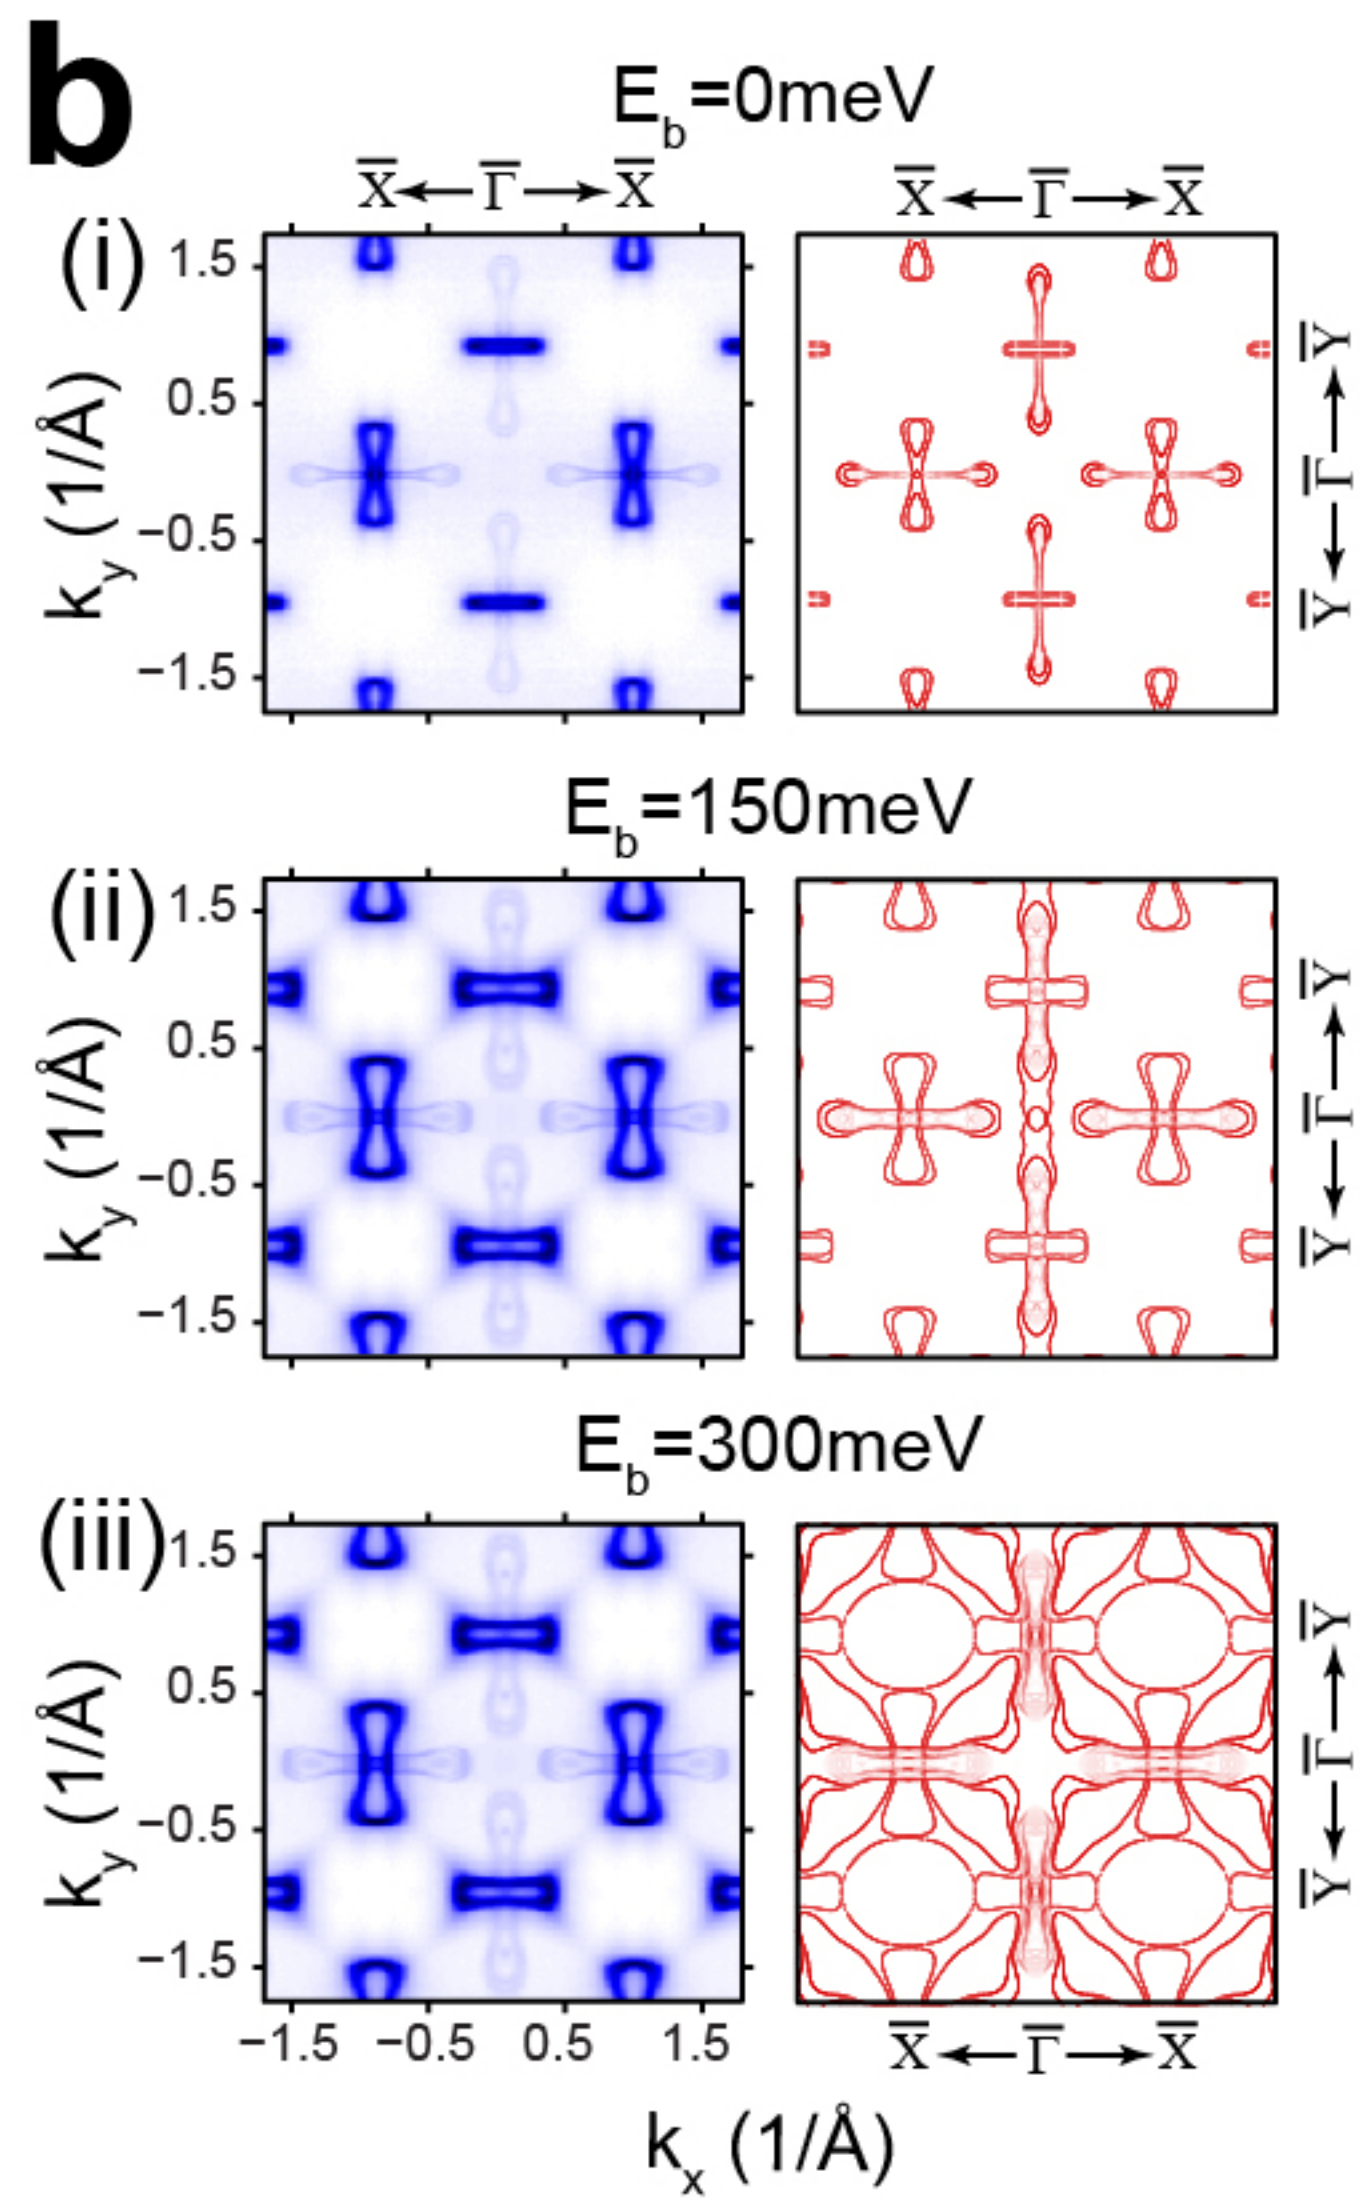 b
E_b=0meV
X̅ ← Γ̅ → X̅
X̅ ← Γ̅ → X̅
(i)
1.5
0.5
−0.5
−1.5
k_y (1/Å)
Y̅ ← Γ̅ → Y̅
E_b=150meV
(ii)
1.5
0.5
−0.5
−1.5
k_y (1/Å)
Y̅ ← Γ̅ → Y̅
E_b=300meV
(iii)
1.5
0.5
−0.5
−1.5
k_y (1/Å)
Y̅ ← Γ̅ → Y̅
−1.5 −0.5 0.5 1.5
X̅ ← Γ̅ → X̅
k_x (1/Å)